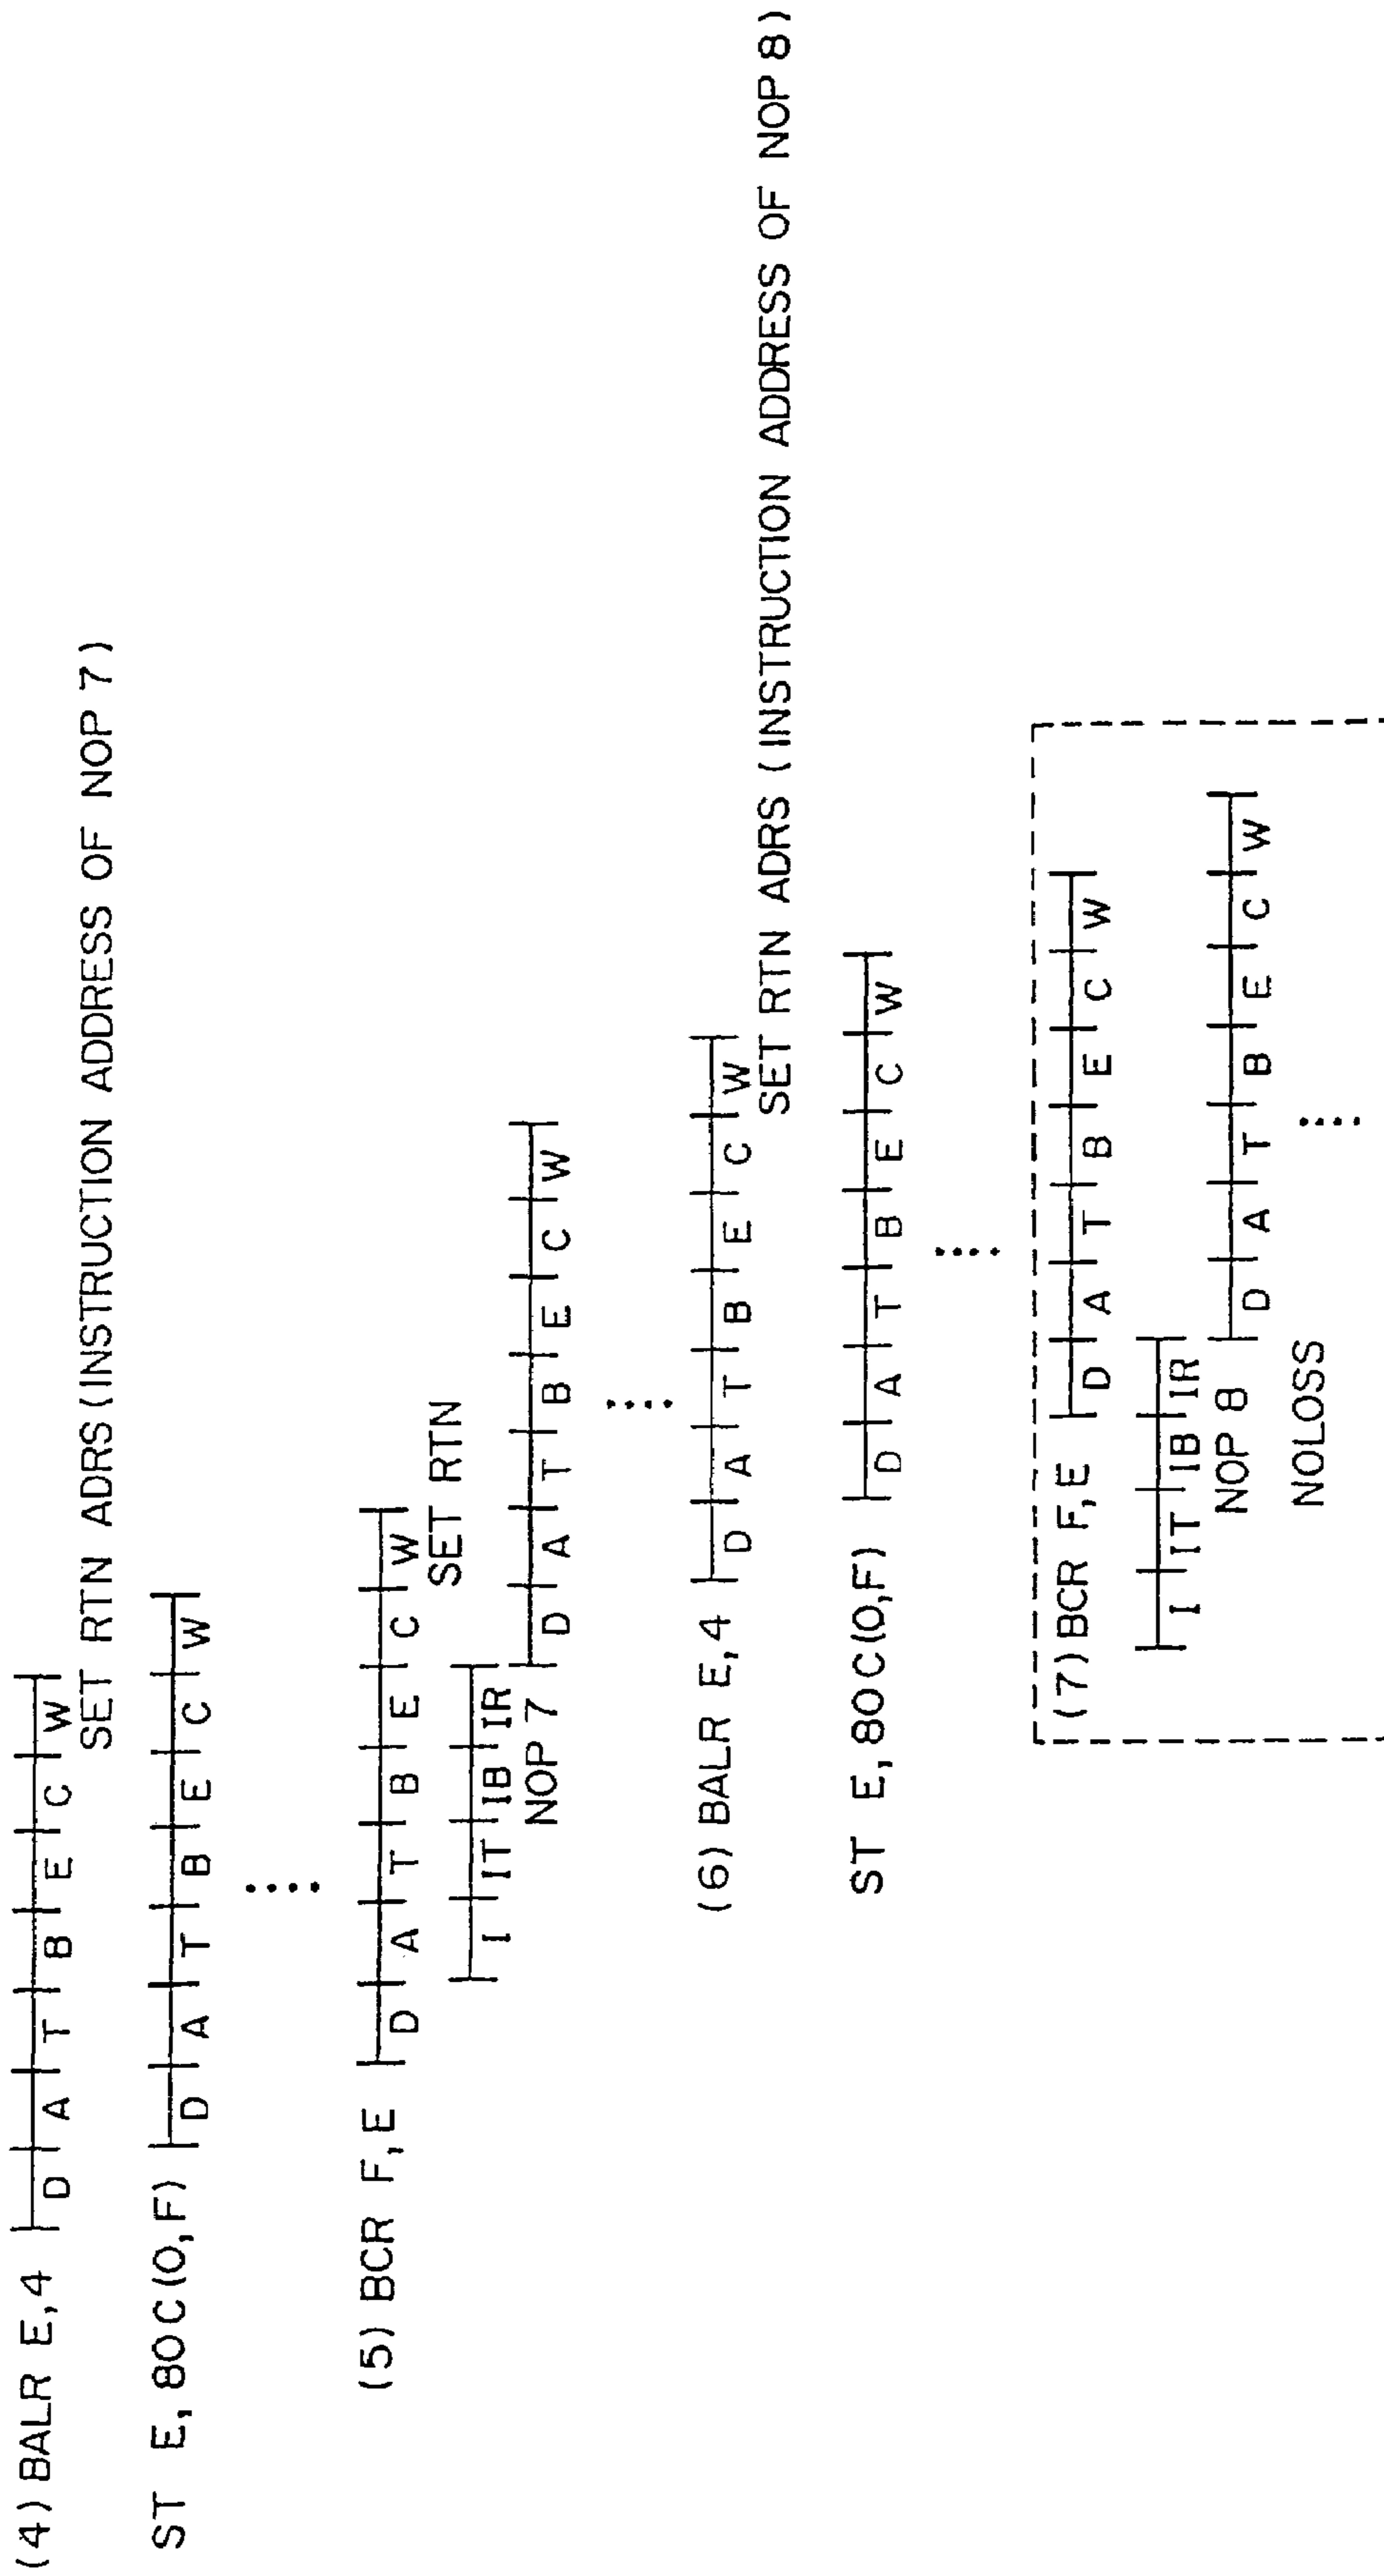 (4) BALR E,4
D A T B E C W
SET RTN ADRS (INSTRUCTION ADDRESS OF NOP 7)
ST E, 80C (0,F)
D A T B E C W
(5) BCR F,E
D A T B E C W
SET RTN
I IT IB IR
NOP 7
D A T B E C W
(6) BALR E, 4
D A T B E C W
SET RTN ADRS (INSTRUCTION ADDRESS OF NOP 8)
ST E, 80C (0,F)
D A T B E C W
(7) BCR F, E
D A T B E C W
I IT IB IR
NOP 8
D A T B E C W
NOLOSS